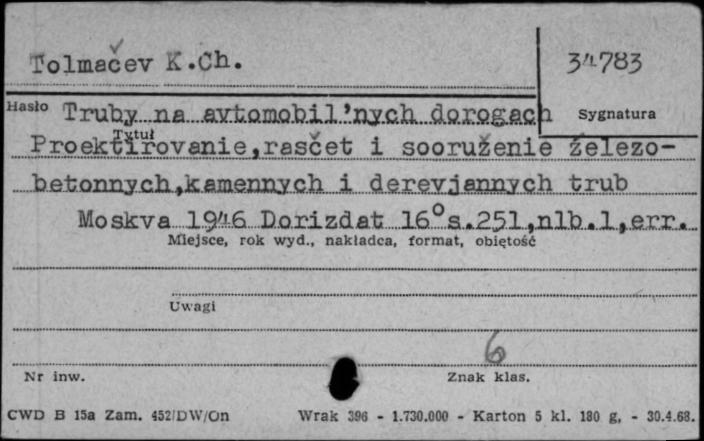 Tolmačev K.Ch.
34783
Hasło
Truby na avtomobil'nych dorogach
Sygnatura
Tytuł
Proektirovanie,rasčet i sooruženie železo-
betonnych,kamennych i derevjannych trub
Moskva 1946 Dorizdat 16° s.251,nlb.1,err.
Miejsce, rok wyd., nakładca, format, obiętość
Uwagi
6
Nr inw.
Znak klas.
CWD B 15a Zam. 452/DW/On
Wrak 396 - 1.730.000 - Karton 5 kl. 180 g, - 30.4.68.